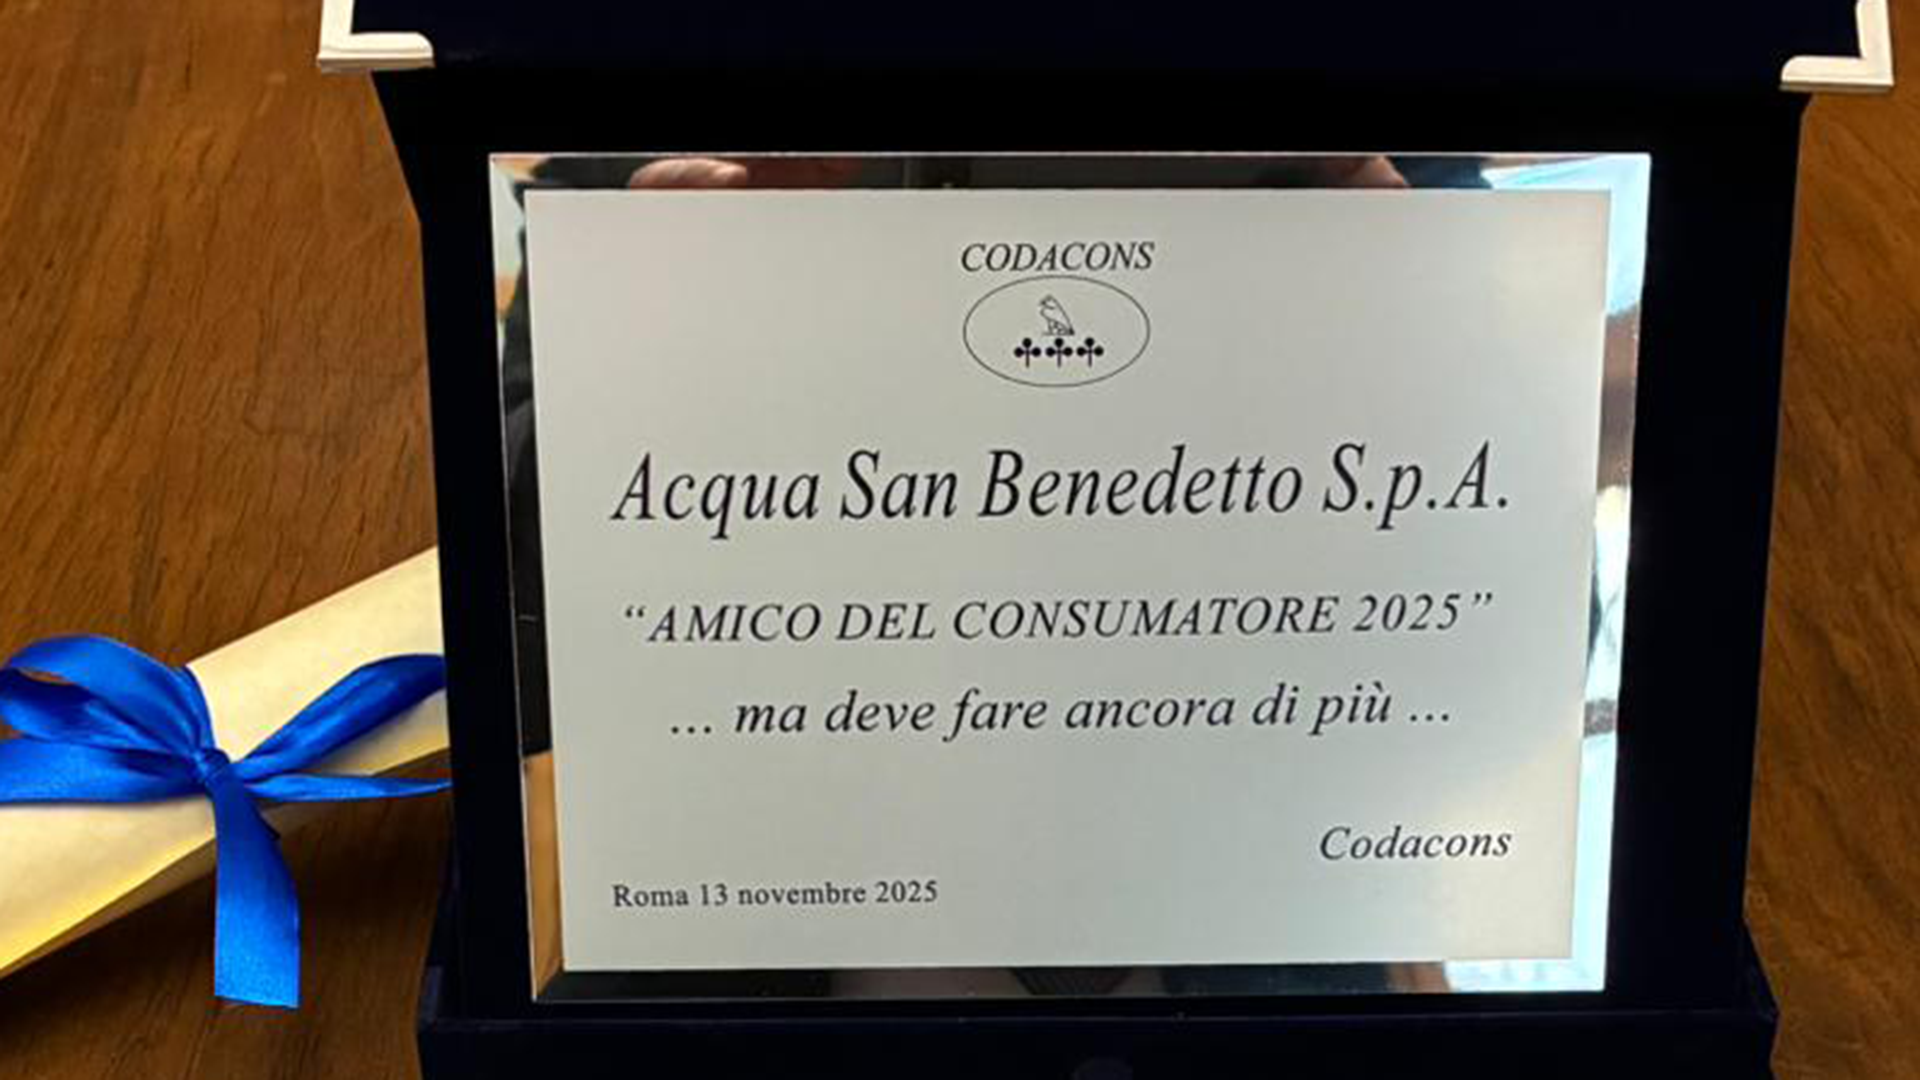 CODACONS
Acqua San Benedetto S.p.A.
“AMICO DEL CONSUMATORE 2025”
... ma deve fare ancora di più ...
Codacons
Roma 13 novembre 2025